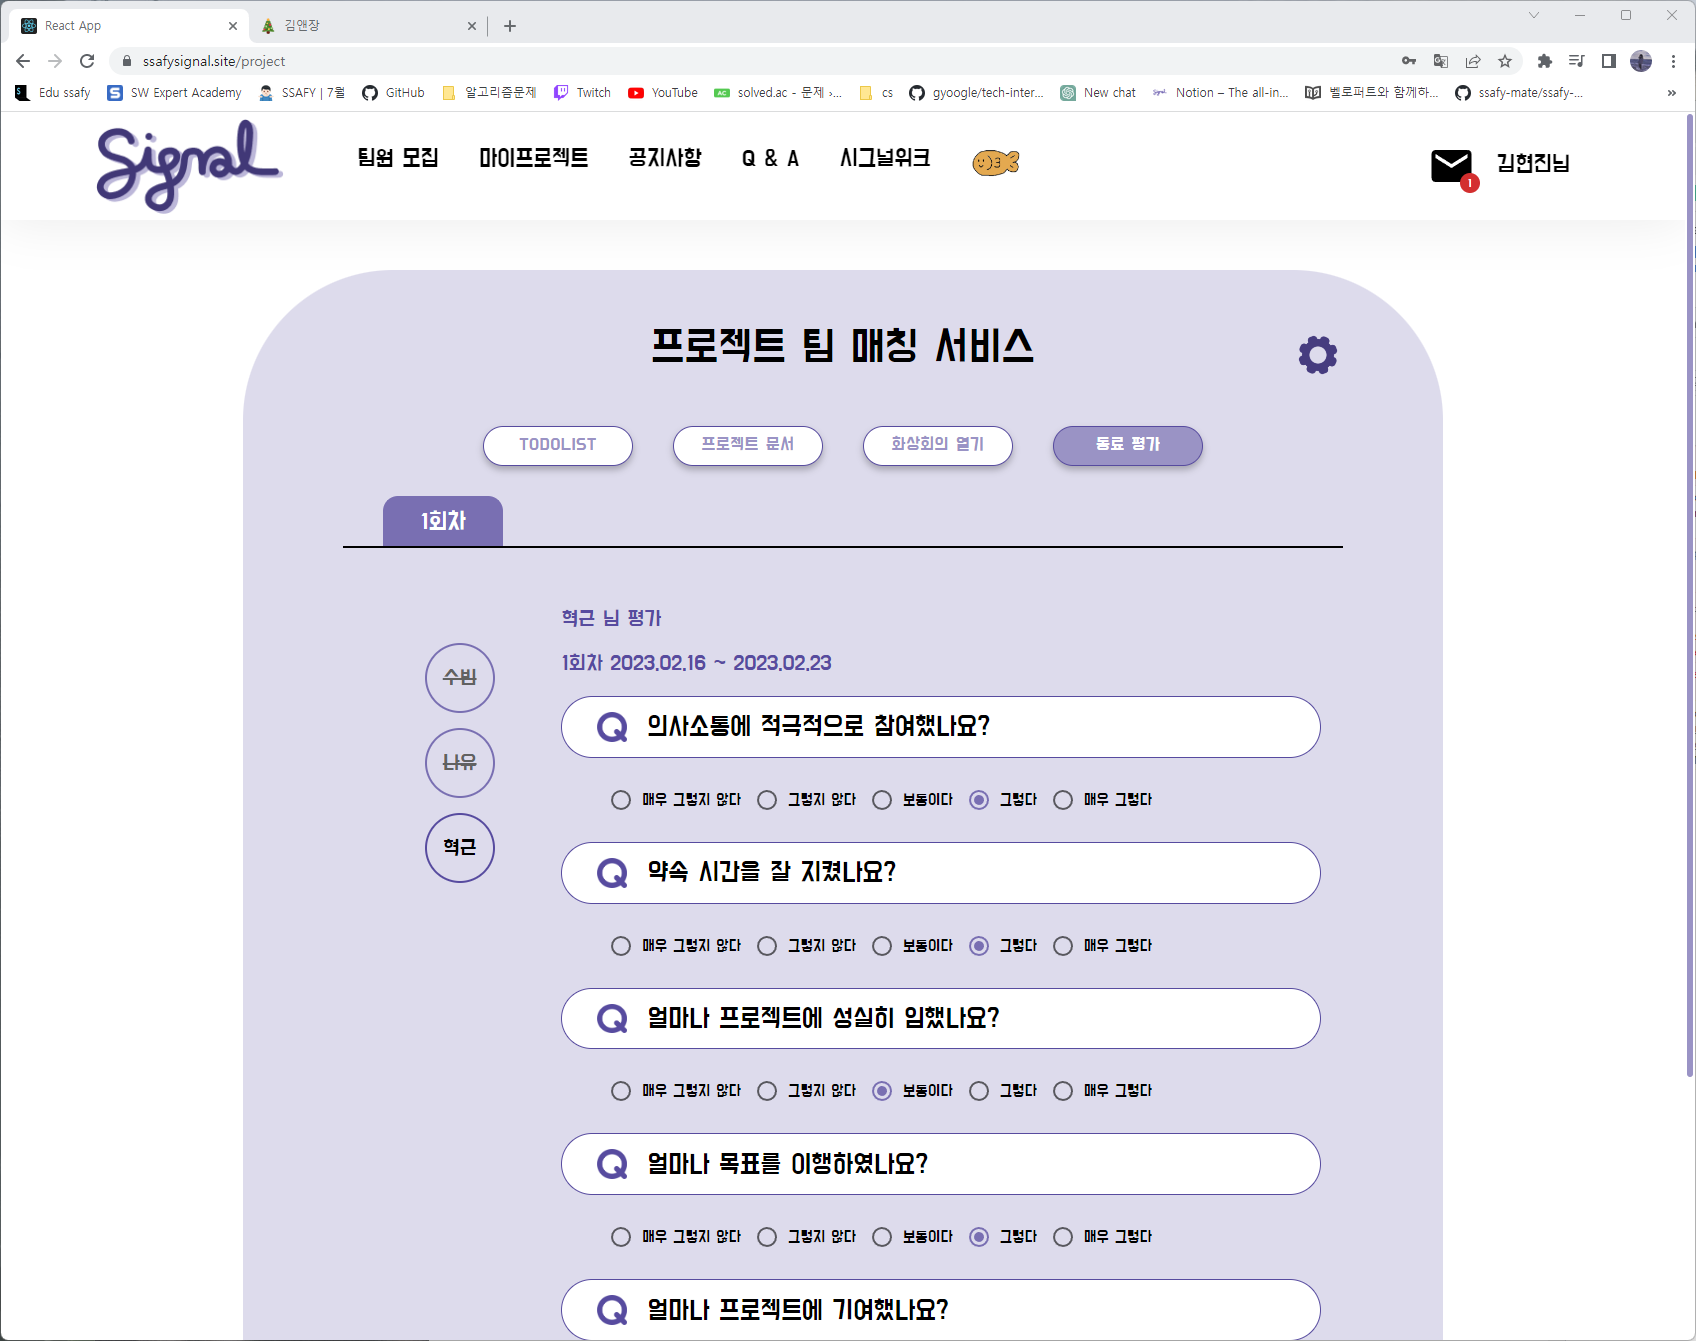 React App
김앤장
ssafysignal.site/project
Edu ssafy
SW Expert Academy
SSAFY | 7월
GitHub
알고리즘문제
Twitch
YouTube
solved.ac - 문제 ›...
cs
gyoogle/tech-inter...
New chat
Notion – The all-in...
벨로퍼트와 함께하...
ssafy-mate/ssafy-...
»
Signal
팀원 모집
마이프로젝트
공지사항
Q & A
시그널위크
1
김현진님
프로젝트 팀 매칭 서비스
TODOLIST
프로젝트 문서
화상회의 열기
동료 평가
1회차
혁근 님 평가
1회차 2023.02.16 ~ 2023.02.23
수빈
나유
혁근
Q 의사소통에 적극적으로 참여했나요?
매우 그렇지 않다 그렇지 않다 보통이다 그렇다 매우 그렇다
Q 약속 시간을 잘 지켰나요?
매우 그렇지 않다 그렇지 않다 보통이다 그렇다 매우 그렇다
Q 얼마나 프로젝트에 성실히 임했나요?
매우 그렇지 않다 그렇지 않다 보통이다 그렇다 매우 그렇다
Q 얼마나 목표를 이행하였나요?
매우 그렇지 않다 그렇지 않다 보통이다 그렇다 매우 그렇다
Q 얼마나 프로젝트에 기여했나요?